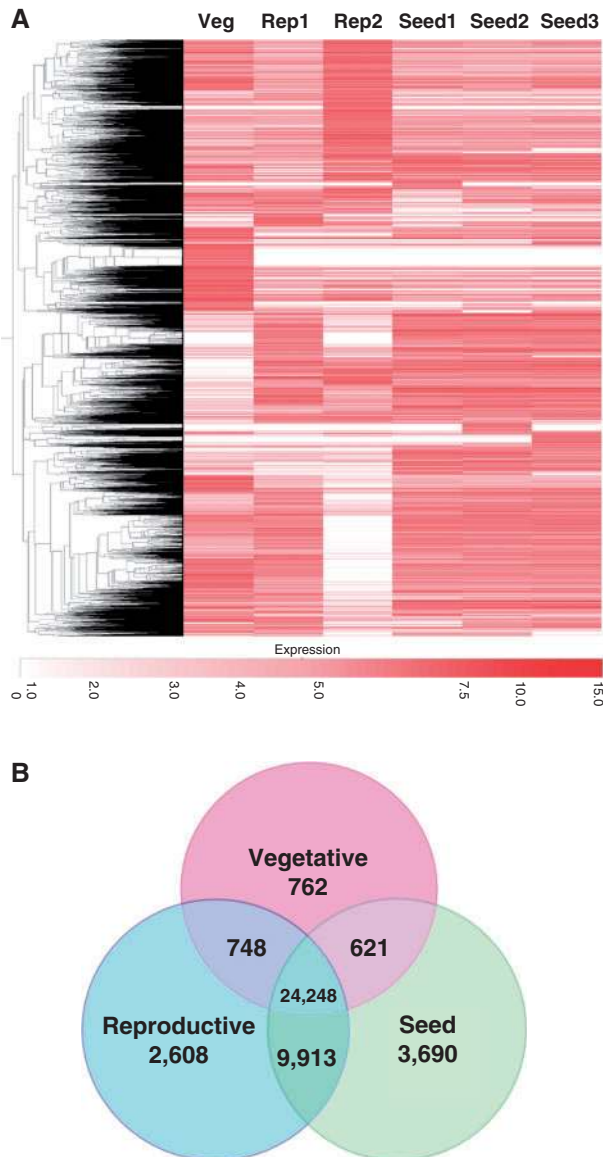 A
Veg Rep1 Rep2 Seed1 Seed2 Seed3
Expression
0 1.0 2.0 3.0 4.0 5.0 7.5 10.0 15.0
B
Vegetative
762
748
621
24,248
Reproductive
2,608
9,913
Seed
3,690